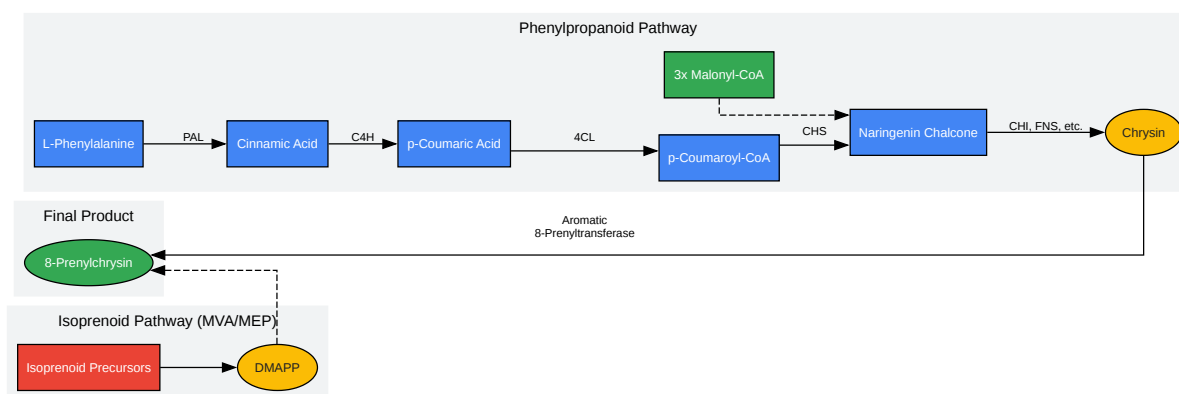 Phenylpropanoid Pathway
3x Malonyl-CoA
L-Phenylalanine
PAL
Cinnamic Acid
C4H
p-Coumaric Acid
4CL
p-Coumaroyl-CoA
CHS
Naringenin Chalcone
CHI, FNS, etc.
Chrysin
Final Product
Aromatic
8-Prenyltransferase
8-Prenylchrysin
Isoprenoid Pathway (MVA/MEP)
Isoprenoid Precursors
DMAPP